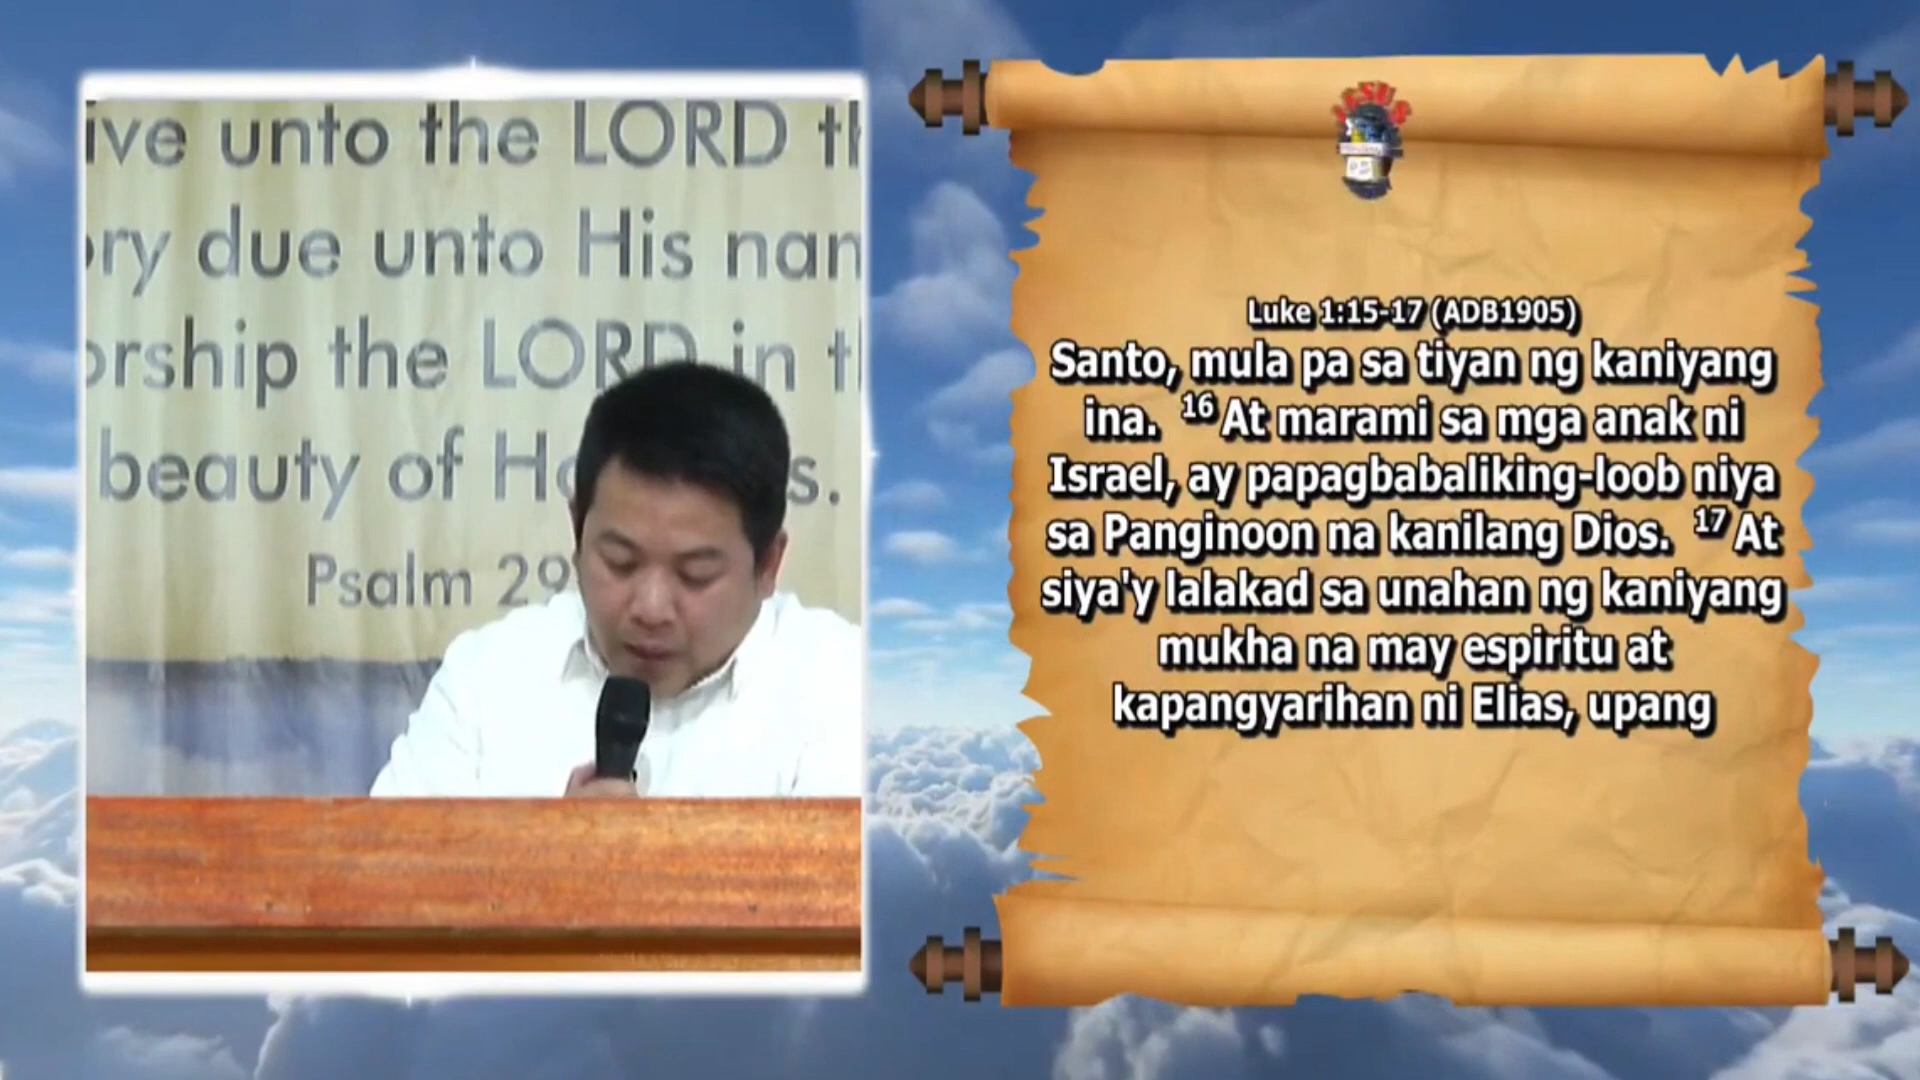 ive unto the LORD th
ory due unto His nam
orship the LORD in t
beauty of Ho s.
Psalm 29
JESUS
Luke 1:15-17 (ADB1905)
Santo, mula pa sa tiyan ng kaniyang
ina. 16 At marami sa mga anak ni
Israel, ay papagbabaliking-loob niya
sa Panginoon na kanilang Dios. 17 At
siya'y lalakad sa unahan ng kaniyang
mukha na may espiritu at
kapangyarihan ni Elias, upang